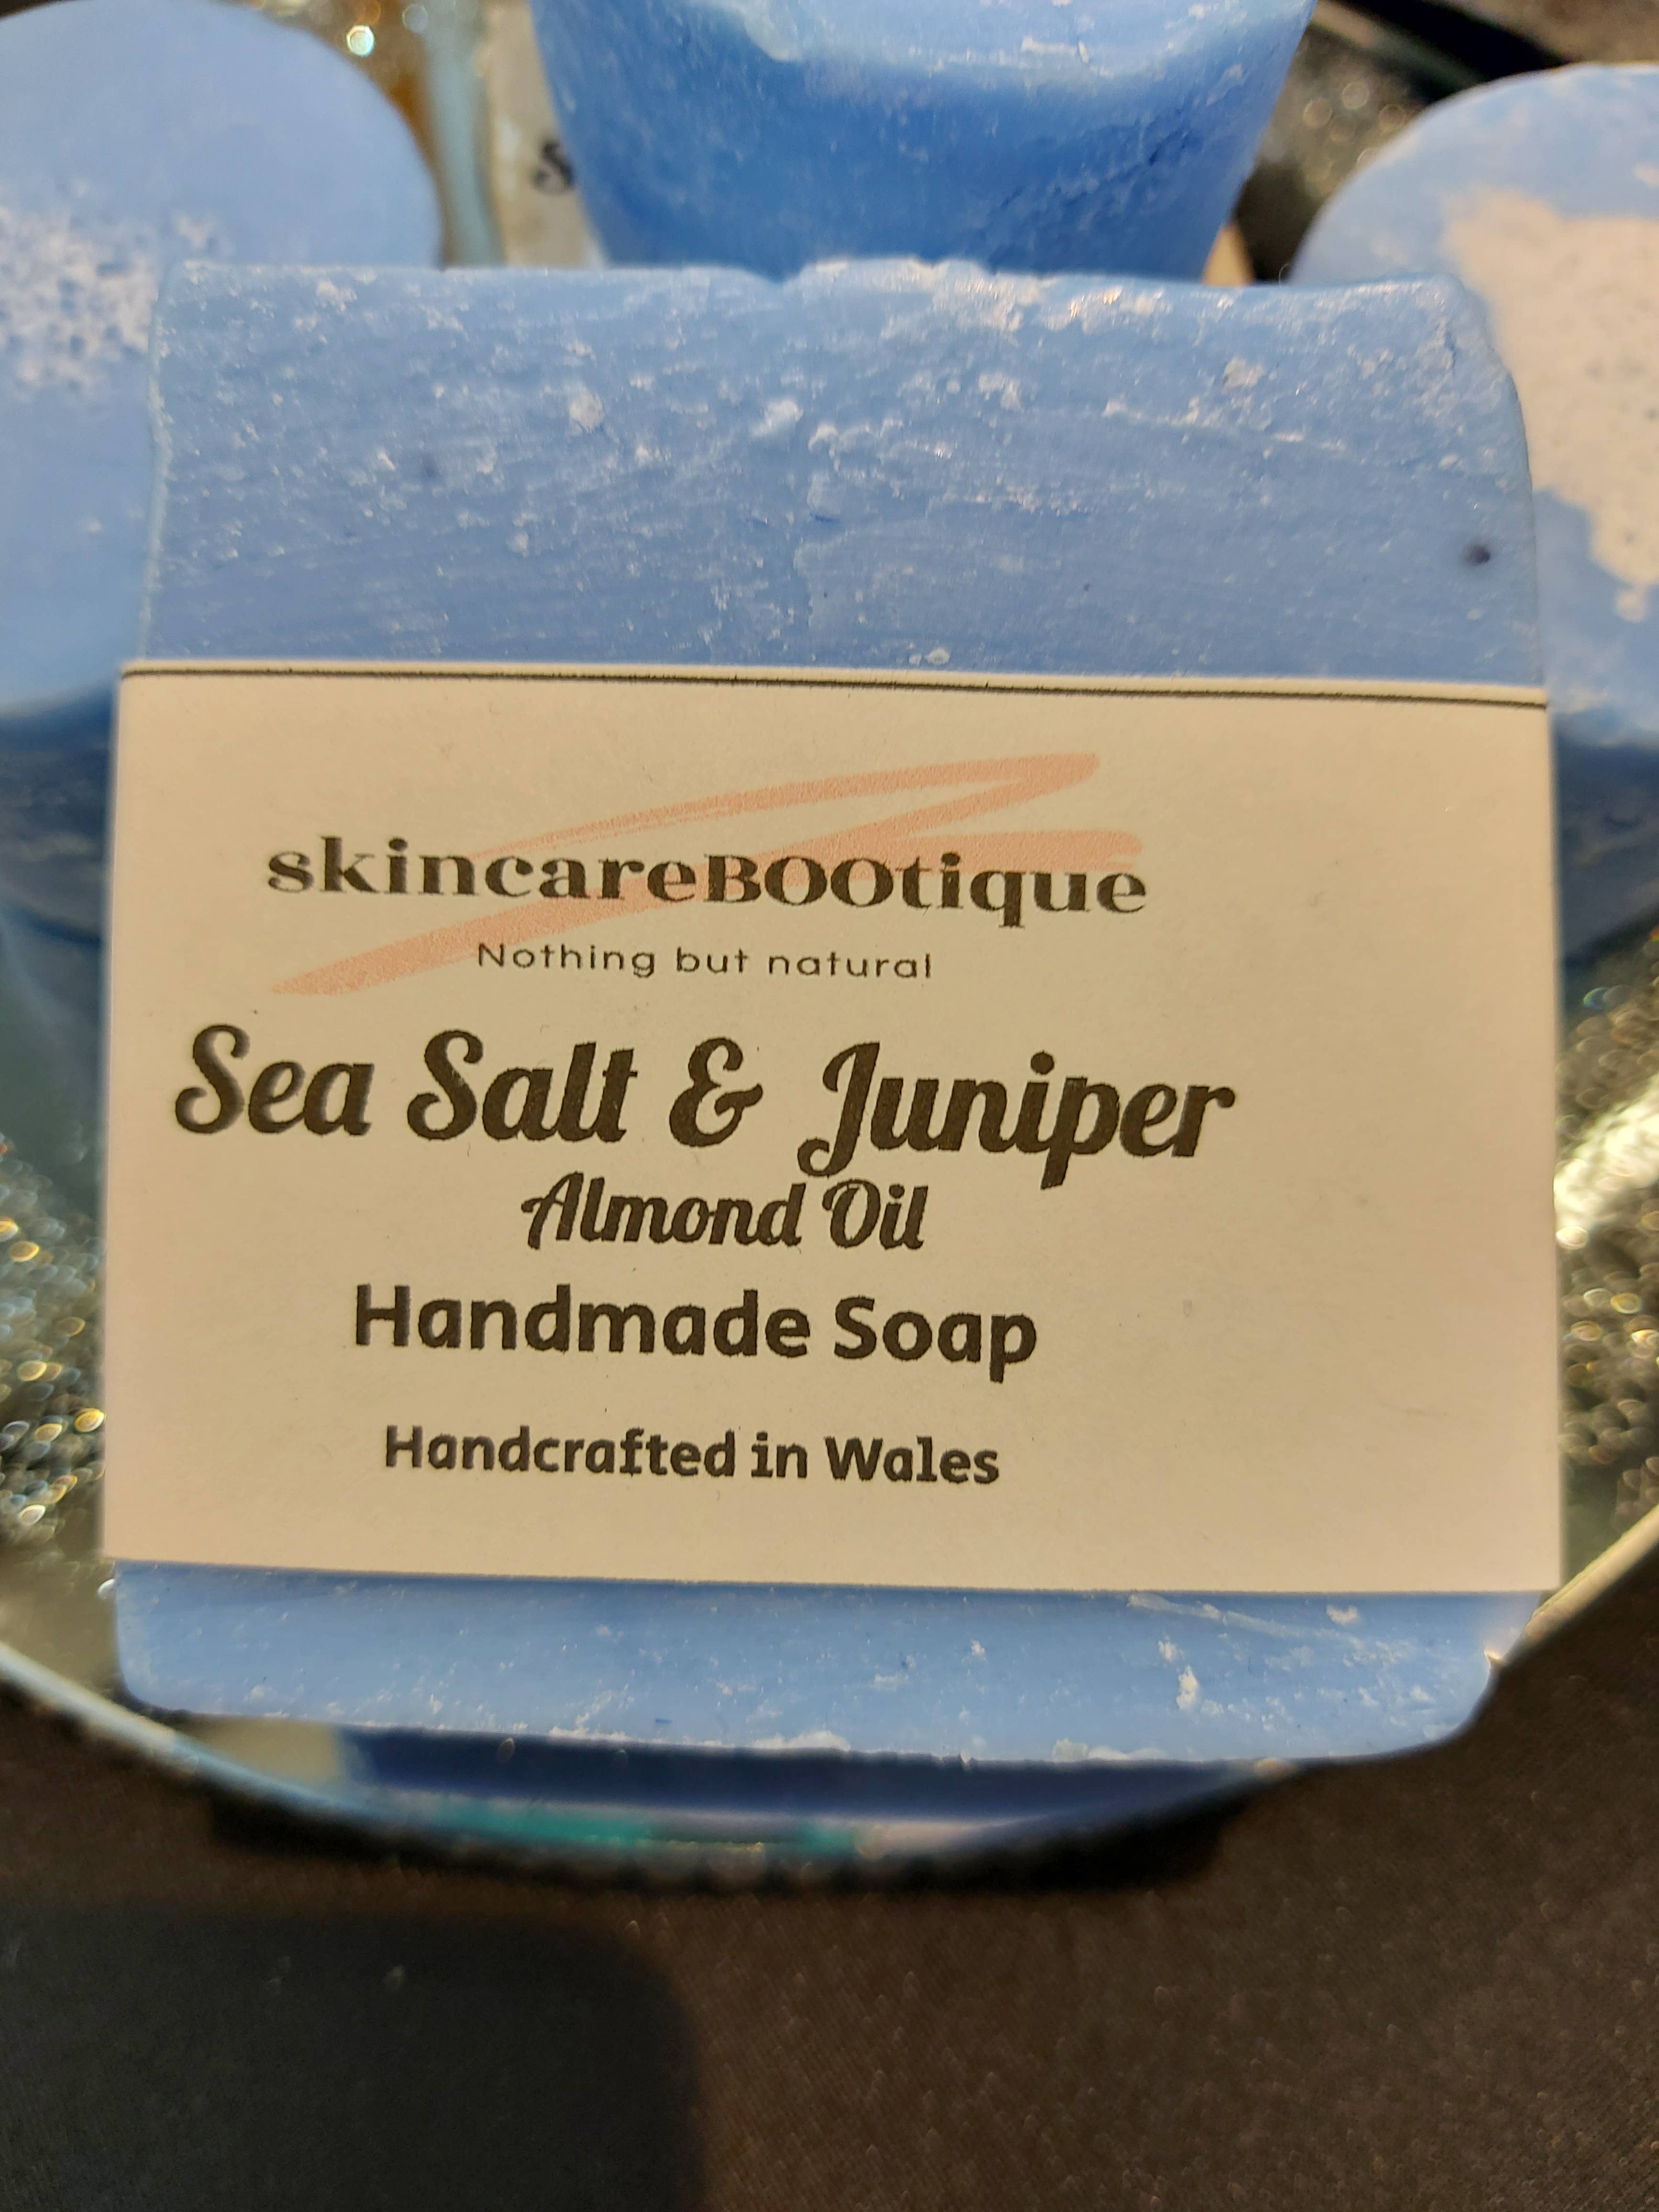 skincareBOOtique
Nothing but natural
Sea Salt & Juniper
Almond Oil
Handmade Soap
Handcrafted in Wales